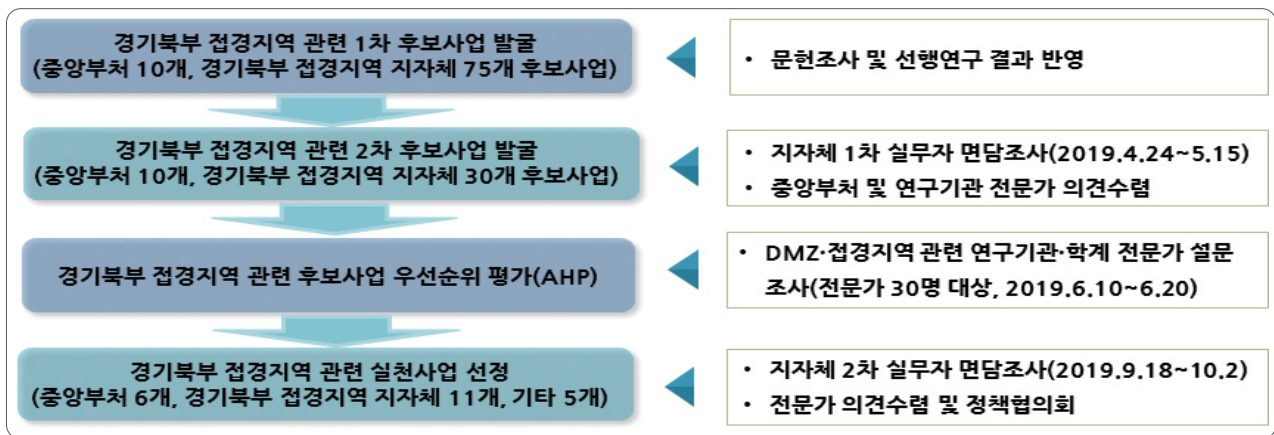 경기북부 접경지역 관련 1차 후보사업 발굴
(중앙부처 10개, 경기북부 접경지역 지자체 75개 후보사업)
• 문헌조사 및 선행연구 결과 반영
경기북부 접경지역 관련 2차 후보사업 발굴
(중앙부처 10개, 경기북부 접경지역 지자체 30개 후보사업)
• 지자체 1차 실무자 면담조사(2019.4.24~5.15)
• 중앙부처 및 연구기관 전문가 의견수렴
경기북부 접경지역 관련 후보사업 우선순위 평가(AHP)
• DMZ·접경지역 관련 연구기관·학계 전문가 설문
조사(전문가 30명 대상, 2019.6.10~6.20)
경기북부 접경지역 관련 실천사업 선정
(중앙부처 6개, 경기북부 접경지역 지자체 11개, 기타 5개)
• 지자체 2차 실무자 면담조사(2019.9.18~10.2)
• 전문가 의견수렴 및 정책협의회